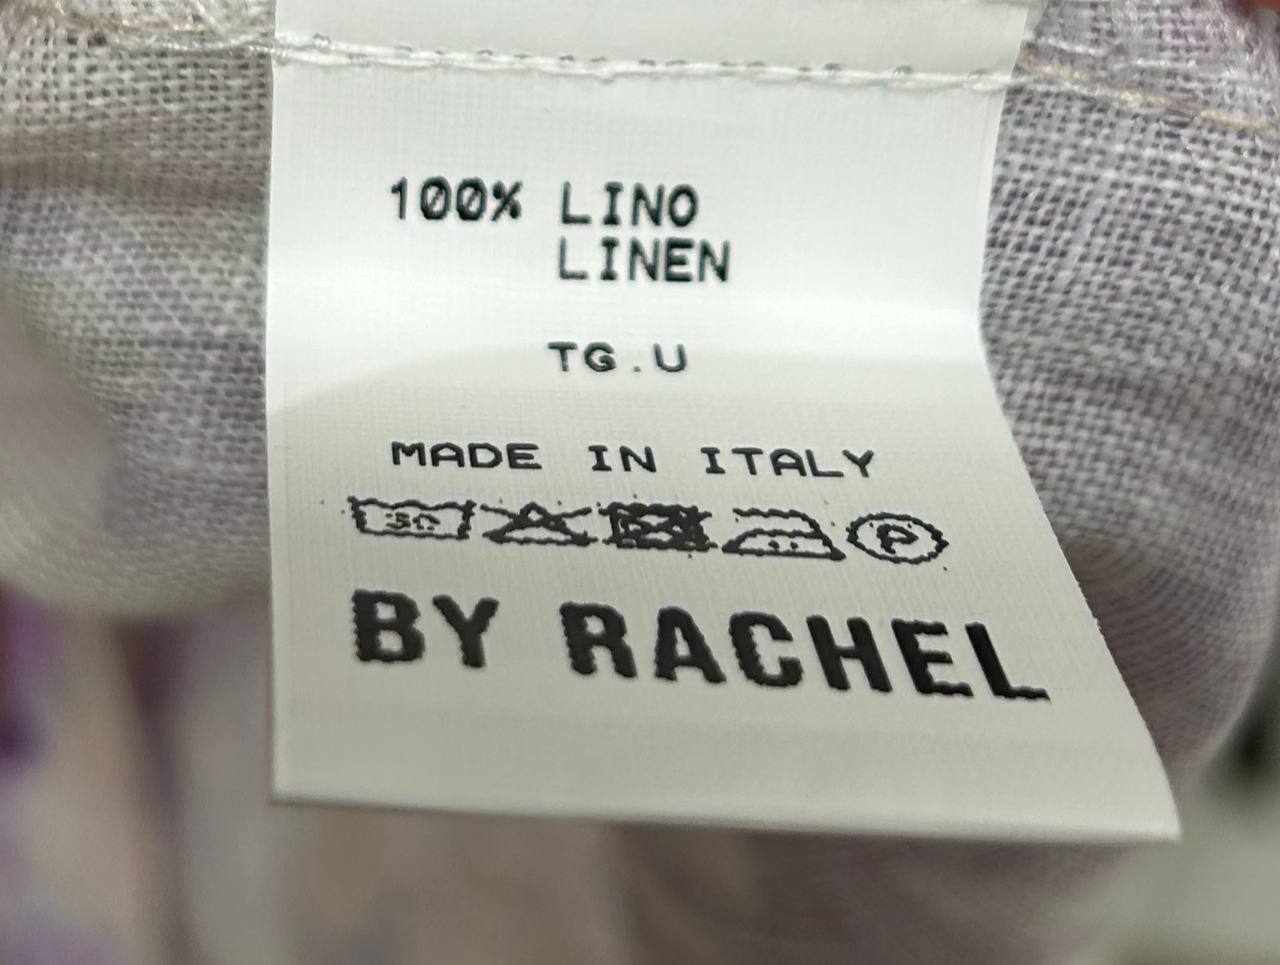 100% LINO
LINEN
TG.U
MADE IN ITALY
30 P
BY RACHEL